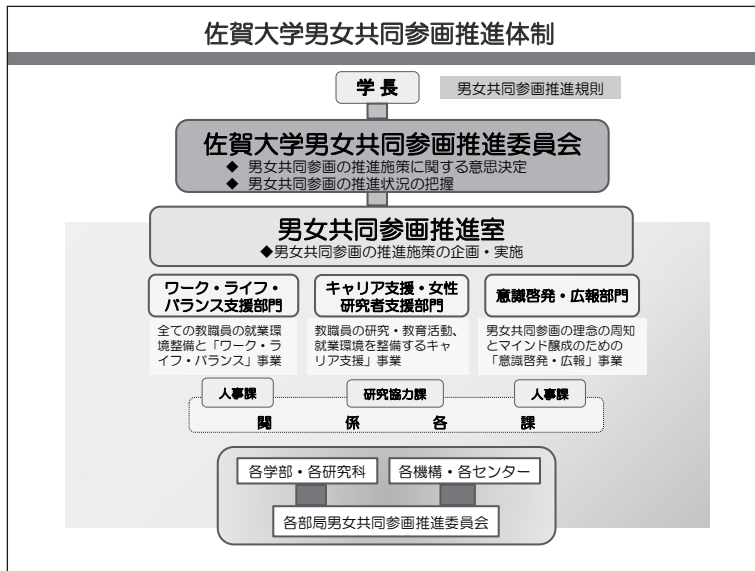 佐賀大学男女共同参画推進体制
学 長
男女共同参画推進規則
佐賀大学男女共同参画推進委員会
◆ 男女共同参画の推進施策に関する意思決定
◆ 男女共同参画の推進状況の把握
男女共同参画推進室
◆男女共同参画の推進施策の企画・実施
ワーク・ライフ・
バランス支援部門
全ての教職員の就業環
境整備と「ワーク・ラ
イフ・バランス」事業
キャリア支援・女性
研究者支援部門
教職員の研究・教育活動、
就業環境を整備するキャ
リア支援」事業
意識啓発・広報部門
男女共同参画の理念の周知
とマインド醸成のための
「意識啓発・広報」事業
人事課
研究協力課
人事課
関 係 各 課
各学部・各研究科
各機構・各センター
各部局男女共同参画推進委員会